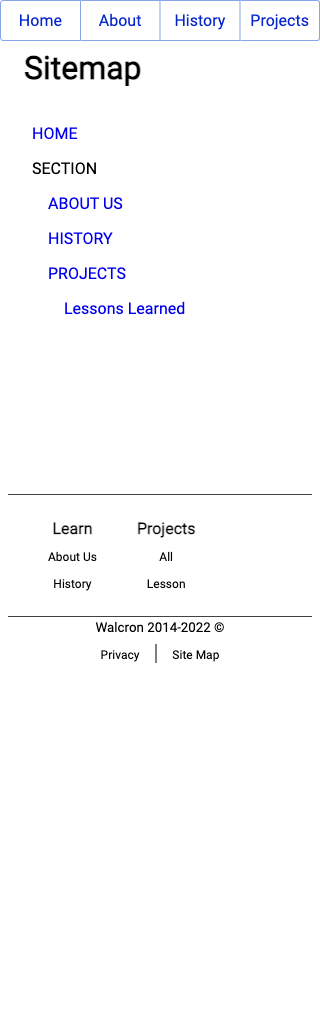 Home About History Projects
Sitemap
HOME
SECTION
ABOUT US
HISTORY
PROJECTS
Lessons Learned
Learn Projects
About Us All
History Lesson
Walcron 2014-2022 ©
Privacy Site Map